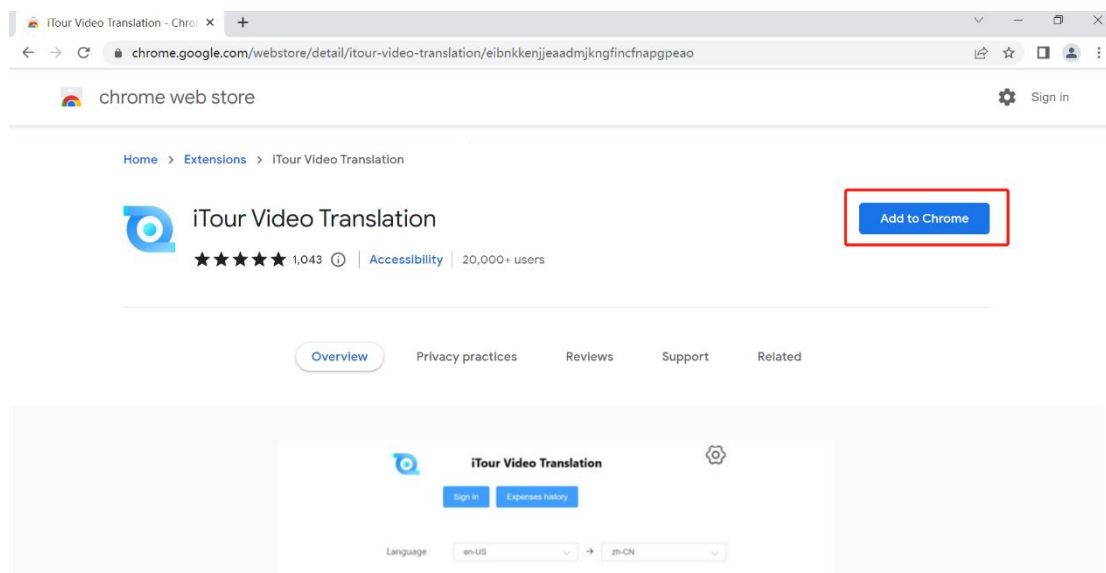 iTour Video Translation - Chro
chrome.google.com/webstore/detail/itour-video-translation/eibnkkenjjeaadmjkngfincfnapgpeao
chrome web store
Sign in
Home > Extensions > iTour Video Translation
iTour Video Translation
Add to Chrome
1,043 Accessibility 20,000+ users
Overview Privacy practices Reviews Support Related
iTour Video Translation
Sign in Expenses history
Language en-US → zh-CN